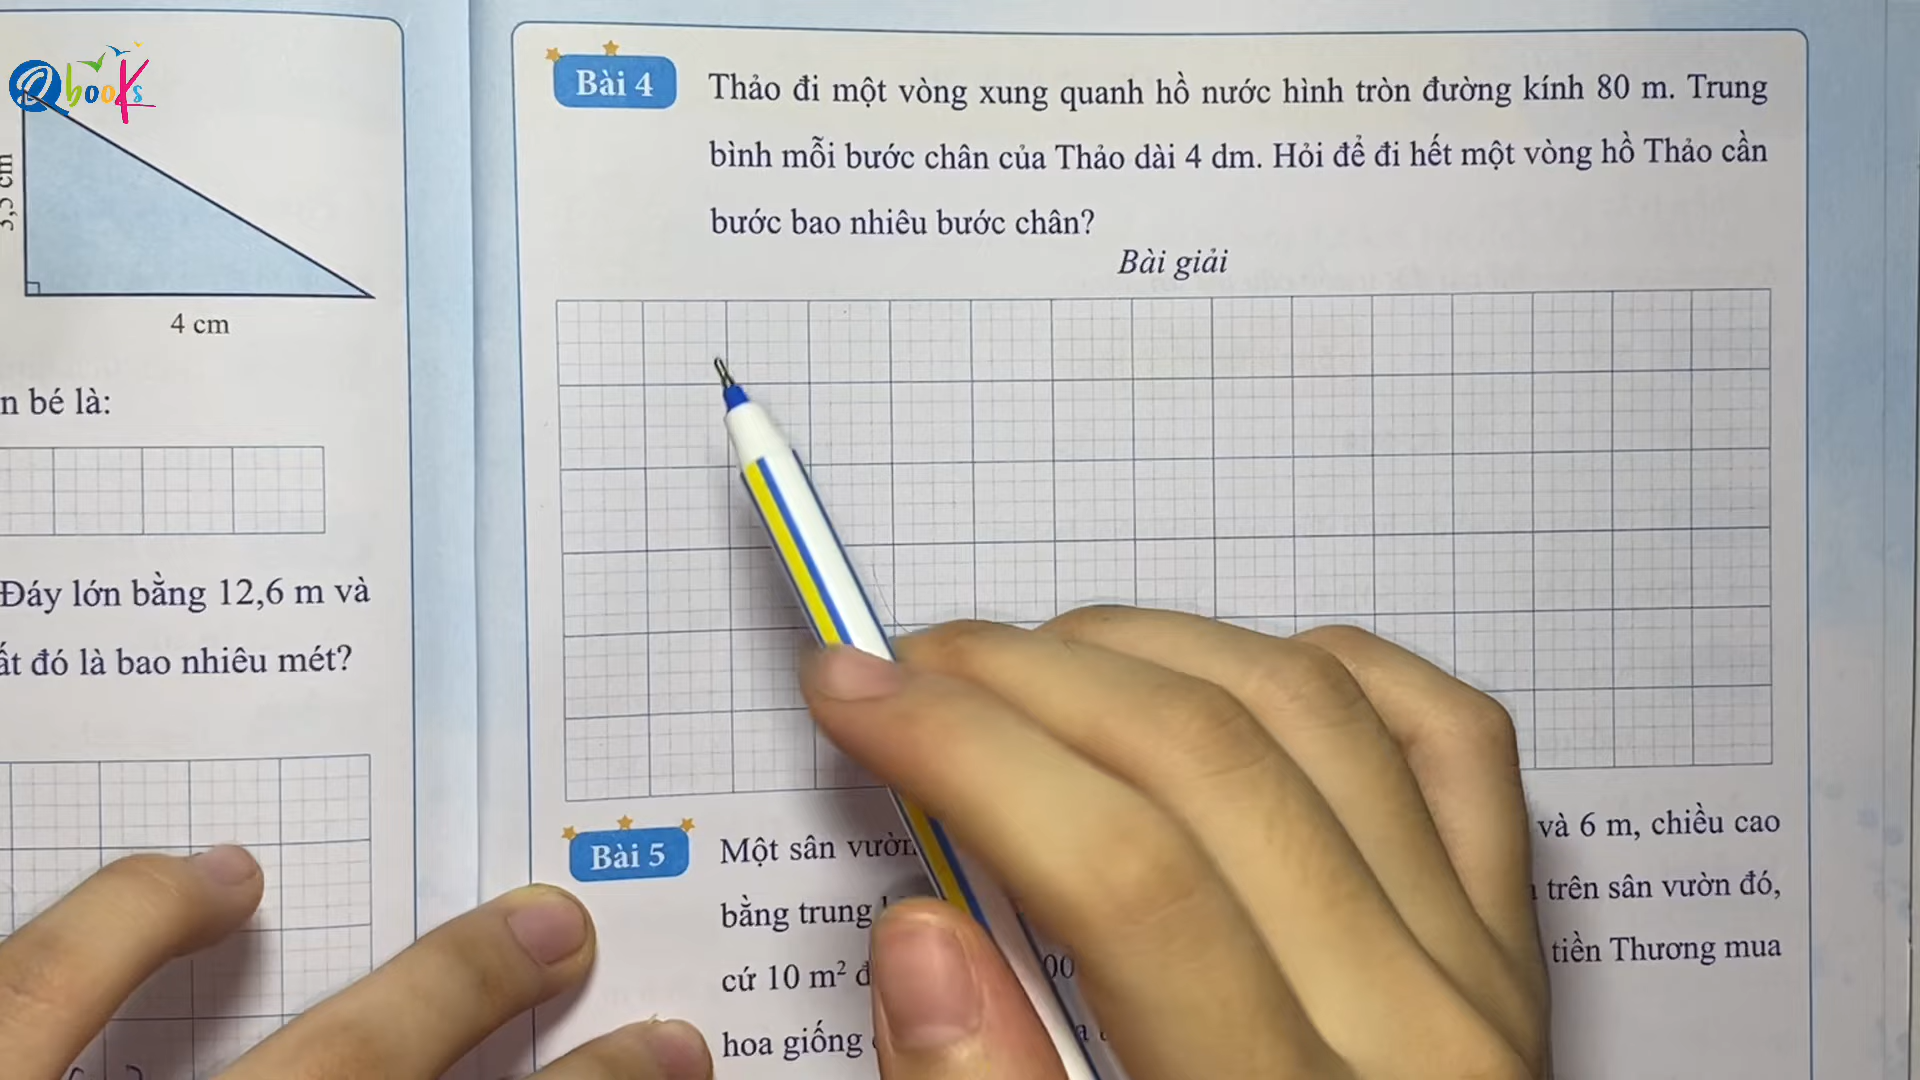 Qbooks
3,5 cm
4 cm
n bé là:
Đáy lớn bằng 12,6 m và
ất đó là bao nhiêu mét?
Bài 4
Thảo đi một vòng xung quanh hồ nước hình tròn đường kính 80 m. Trung
bình mỗi bước chân của Thảo dài 4 dm. Hỏi để đi hết một vòng hồ Thảo cần
bước bao nhiêu bước chân?
Bài giải
Bài 5
Một sân vườn và 6 m, chiều cao
bằng trung trên sân vườn đó,
cứ 10 m² đ 00 tiền Thương mua
hoa giống